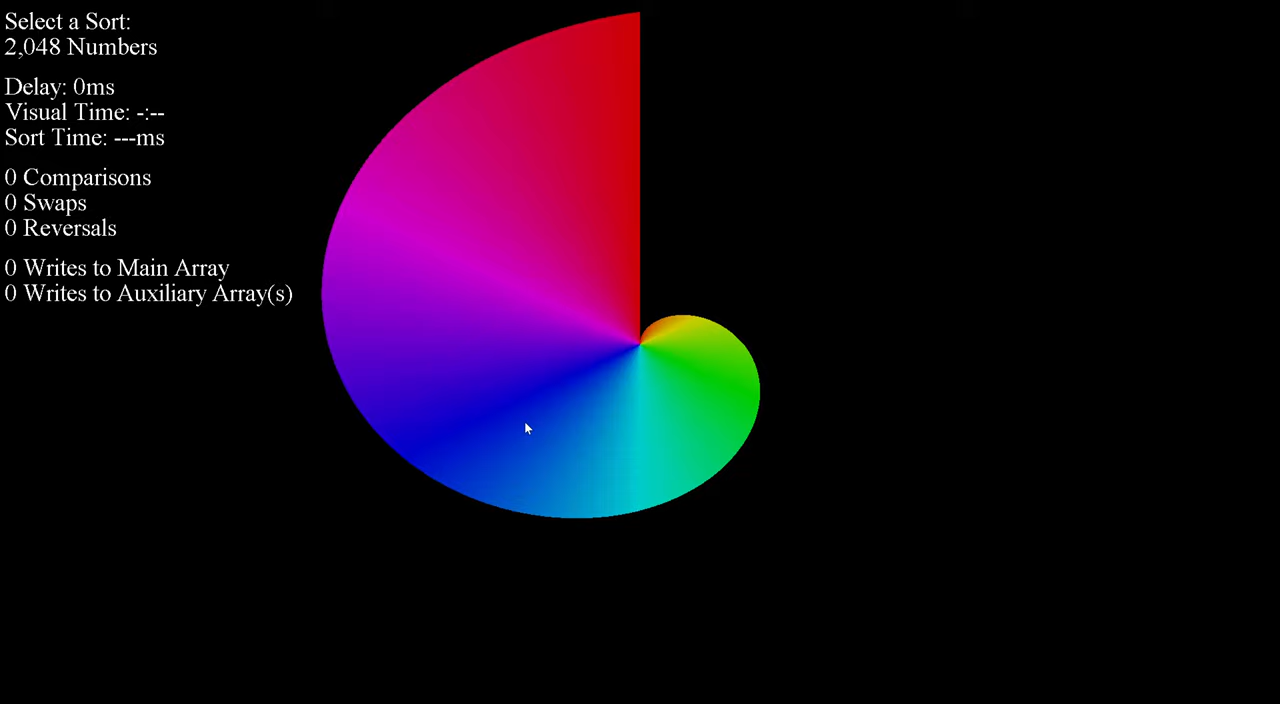 Select a Sort:
2,048 Numbers
Delay: 0ms
Visual Time: -:--
Sort Time: ---ms
0 Comparisons
0 Swaps
0 Reversals
0 Writes to Main Array
0 Writes to Auxiliary Array(s)